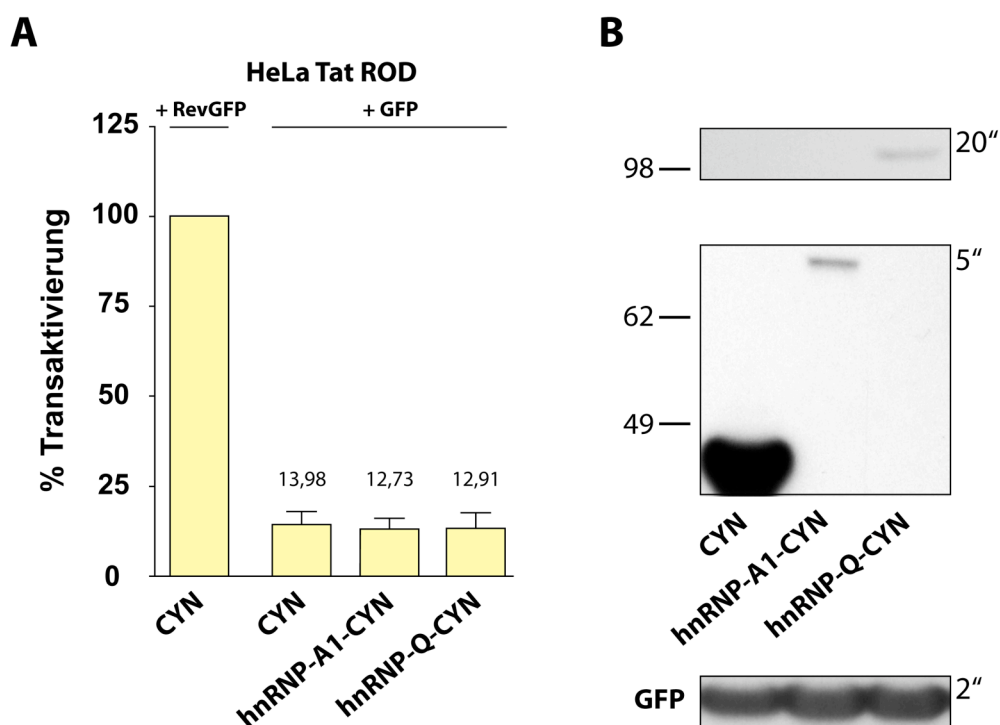 A
HeLa Tat ROD
+ RevGFP
+ GFP
% Transaktivierung
125
100
75
50
25
0
13,98
12,73
12,91
CYN
CYN
hnRNP-A1-CYN
hnRNP-Q-CYN
B
98
20“
5“
62
49
CYN
hnRNP-A1-CYN
hnRNP-Q-CYN
GFP
2“